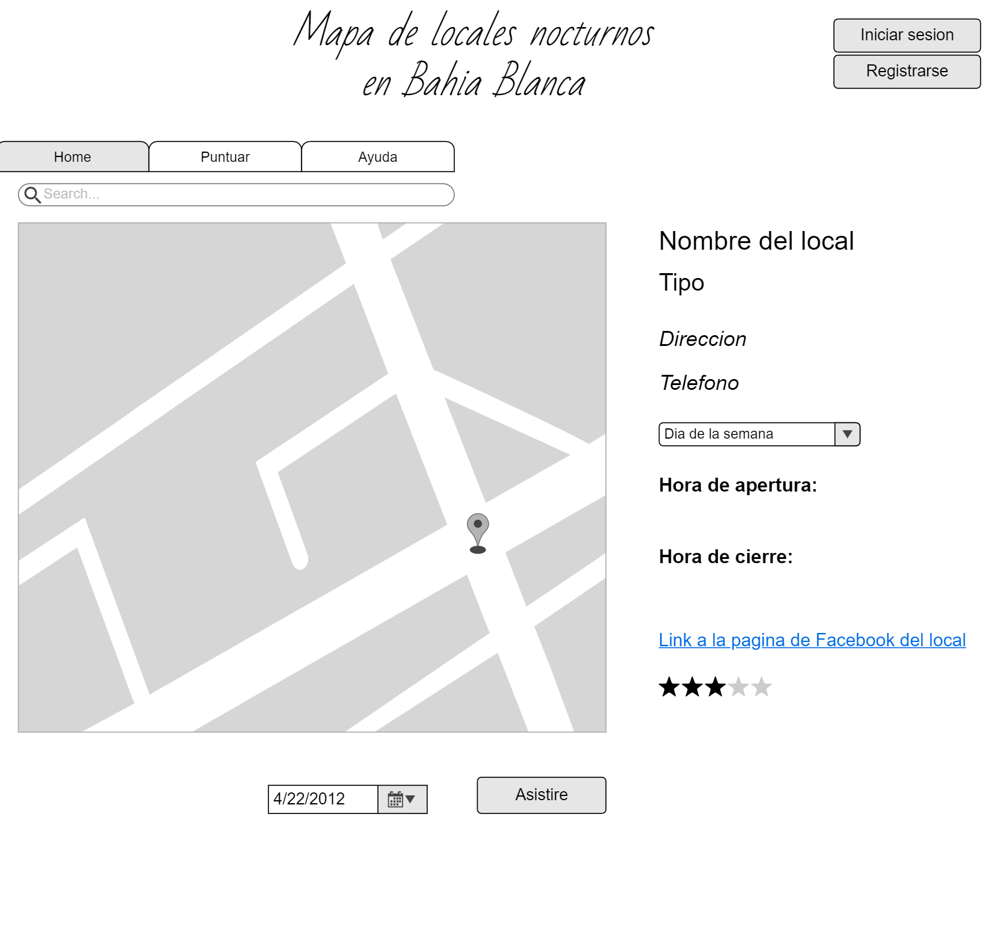 Mapa de locales nocturnos
en Bahia Blanca
Iniciar sesion
Registrarse
Home
Puntuar
Ayuda
Search...
Nombre del local
Tipo
Direccion
Telefono
Dia de la semana
Hora de apertura:
Hora de cierre:
Link a la pagina de Facebook del local
4/22/2012
Asistire